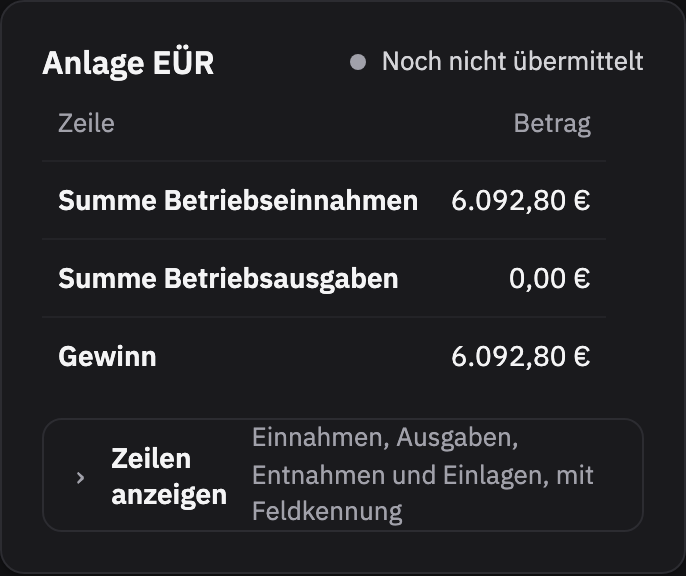 Anlage EÜR
Noch nicht übermittelt
Zeile Betrag
Summe Betriebseinnahmen 6.092,80 €
Summe Betriebsausgaben 0,00 €
Gewinn 6.092,80 €
Zeilen
anzeigen
Einnahmen, Ausgaben,
Entnahmen und Einlagen, mit
Feldkennung